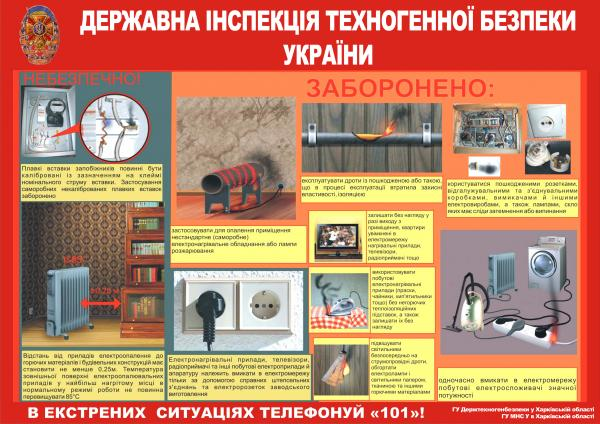 ДЕРЖАВНА ІНСПЕКЦІЯ ТЕХНОГЕННОЇ БЕЗПЕКИ
УКРАЇНИ
НЕБЕЗПЕЧНО!
Плавкі вставки запобіжників повинні бути
калібровані із зазначенням на клеймі
номінального струму вставки. Застосування
саморобних некаліброваних плавких вставок
заборонено
t<85°
>0,25 м
Відстань від приладів електроопалення до
горючих матеріалів і будівельних конструкцій має
становити не менше 0,25м. Температура
зовнішньої поверхні електроопалювальних
приладів у найбільш нагрітому місці в
нормальному режимі роботи не повинна
перевищувати 85°С
ЗАБОРОНЕНО:
застосовувати для опалення приміщення
нестандартне (саморобне)
електронагрівальне обладнання або лампи
розжарювання
Електронагрівальні прилади, телевізори,
радіоприймачі та інші побутові електроприлади й
апаратуру належить вмикати в електромережу
тільки за допомогою справних штепсельних
з'єднань та електророзеток заводського
виготовлення
експлуатувати дроти із пошкодженою або такою,
що в процесі експлуатації втратила захисні
властивості, ізоляцією
залишати без нагляду у
разі виходу з
приміщення, квартири
увімкнені в
електромережу
нагрівальні прилади,
телевізори,
радіоприймачі тощо
використовувати
побутові
електронагрівальні
прилади (праски,
чайники, кип'ятильники
тощо) без негорючих
теплоізоляційних
підставок, а також
залишати їх без
нагляду
підвішувати
світильники
безпосередньо на
струмопровідні дроти,
обгортати
електролампи і
світильники папером,
тканиною та іншими
горючими матеріалами
користуватися пошкодженими розетками,
відгалужувальними та з'єднувальними
коробками, вимикачами й іншими
електровиробами, а також лампами, скло
яких має сліди затемнення або випинання
одночасно вмикати в електромережу
побутові електроспоживачі значної
потужності
В ЕКСТРЕНИХ СИТУАЦІЯХ ТЕЛЕФОНУЙ «101»!
ГУ Держтехногенбезпеки у Харківській області
ГУ МНС У в Харківській області